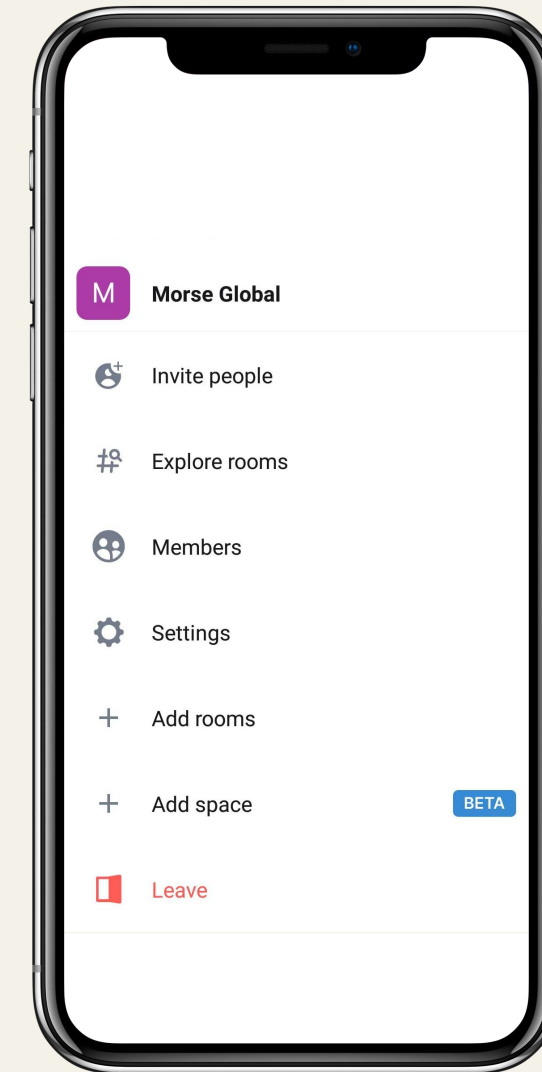 M
Morse Global
Invite people
Explore rooms
Members
Settings
Add rooms
Add space
BETA
Leave